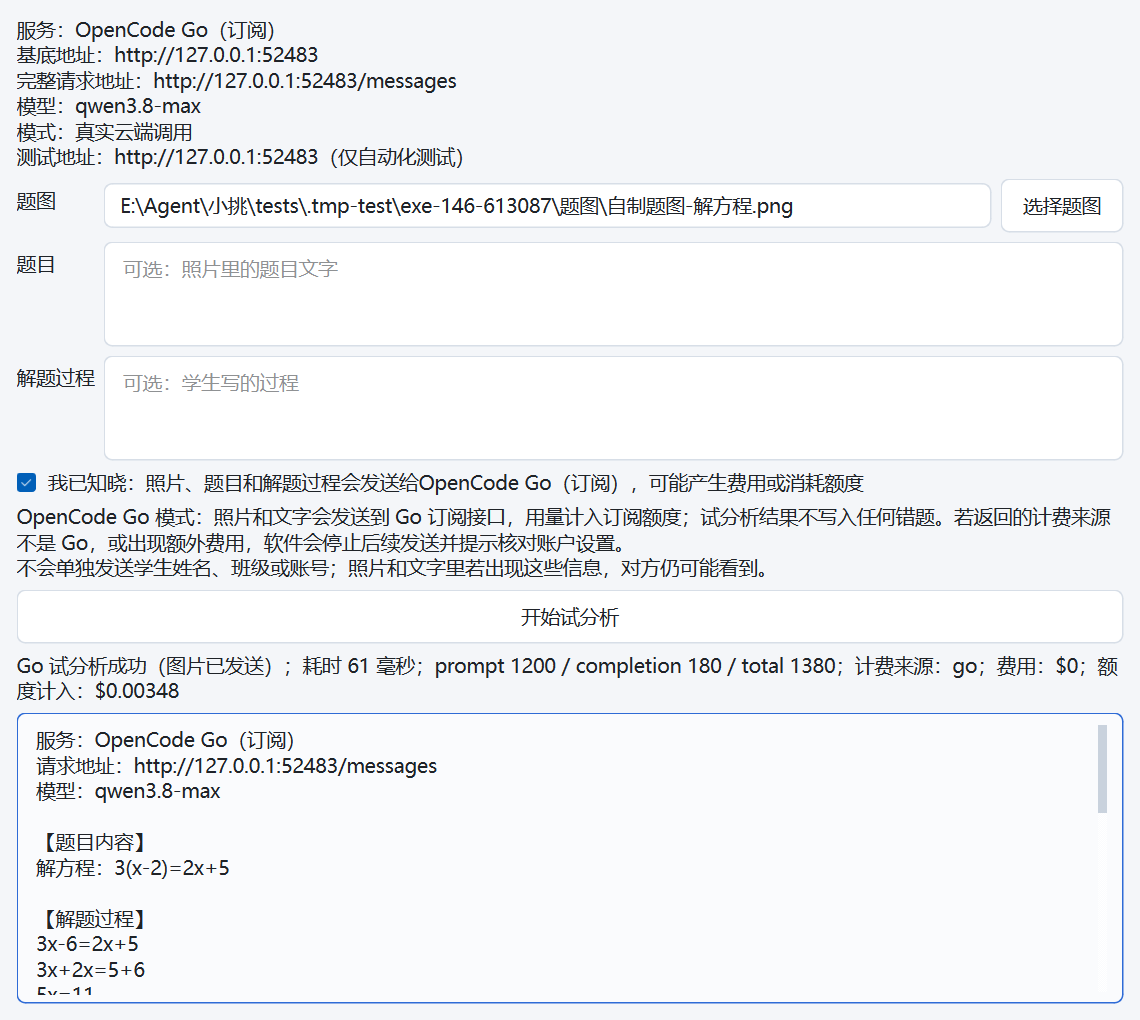 服务：OpenCode Go（订阅）
基底地址：http://127.0.0.1:52483
完整请求地址：http://127.0.0.1:52483/messages
模型：qwen3.8-max
模式：真实云端调用
测试地址：http://127.0.0.1:52483（仅自动化测试）
题图 E:\Agent\小挑\tests\.tmp-test\exe-146-613087\题图\自制题图-解方程.png 选择题图
题目 可选：照片里的题目文字
解题过程 可选：学生写的过程
我已知晓：照片、题目和解题过程会发送给OpenCode Go（订阅），可能产生费用或消耗额度
OpenCode Go 模式：照片和文字会发送到 Go 订阅接口，用量计入订阅额度；试分析结果不写入任何错题。若返回的计费来源
不是 Go，或出现额外费用，软件会停止后续发送并提示核对账户设置。
不会单独发送学生姓名、班级或账号；照片和文字里若出现这些信息，对方仍可能看到。
开始试分析
Go 试分析成功（图片已发送）；耗时 61 毫秒；prompt 1200 / completion 180 / total 1380；计费来源：go；费用：$0；额
度计入：$0.00348
服务：OpenCode Go（订阅）
请求地址：http://127.0.0.1:52483/messages
模型：qwen3.8-max
【题目内容】
解方程：3(x-2)=2x+5
【解题过程】
3x-6=2x+5
3x+2x=5+6
5x=11